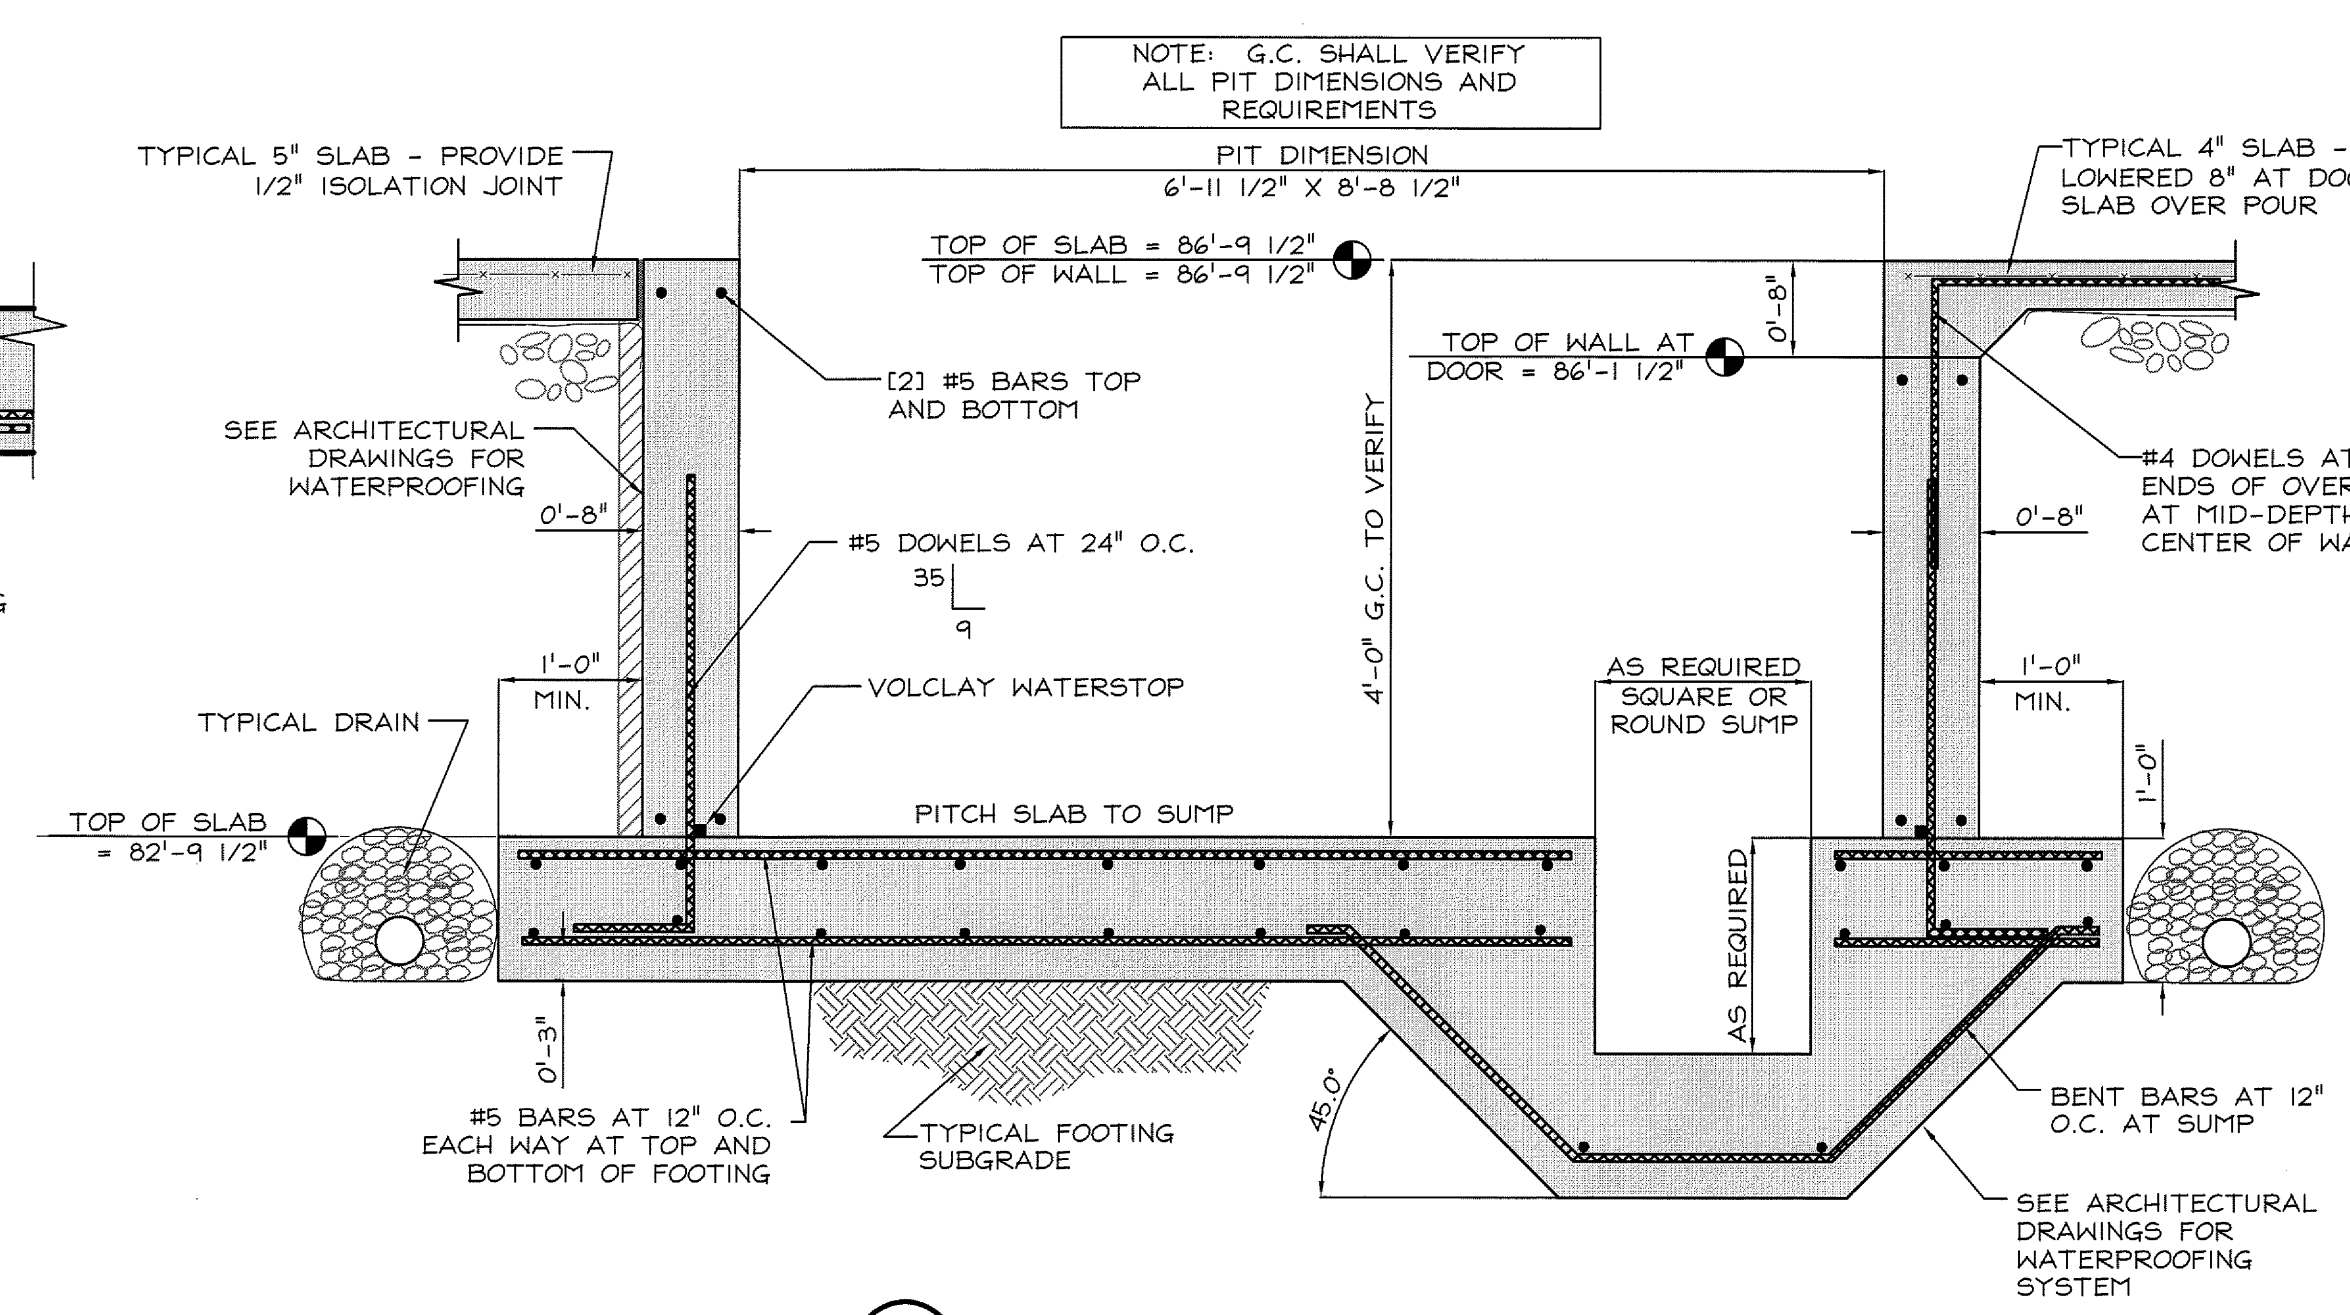 NOTE: G.C. SHALL VERIFY
ALL PIT DIMENSIONS AND
REQUIREMENTS
TYPICAL 5" SLAB - PROVIDE
1/2" ISOLATION JOINT
PIT DIMENSION
6'-11 1/2" X 8'-8 1/2"
TYPICAL 4" SLAB -
LOWERED 8" AT
SLAB OVER POUR
TOP OF SLAB = 86'-9 1/2"
TOP OF WALL = 86'-9 1/2"
0'-8"
TOP OF WALL AT
DOOR = 86'-1 1/2"
[2] #5 BARS TOP
AND BOTTOM
SEE ARCHITECTURAL
DRAWINGS FOR
WATERPROOFING
0'-8"
#5 DOWELS AT 24" O.C.
35
9
4'-0" G.C. TO VERIFY
#4 DOWELS AT
ENDS OF
AT MID-DEPTH
CENTER OF
0'-8"
1'-0"
MIN.
VOLCLAY WATERSTOP
AS REQUIRED
SQUARE OR
ROUND SUMP
1'-0"
MIN.
TYPICAL DRAIN
1'-0"
TOP OF SLAB
= 82'-9 1/2"
PITCH SLAB TO SUMP
AS REQUIRED
0'-3"
45.0°
#5 BARS AT 12" O.C.
EACH WAY AT TOP AND
BOTTOM OF FOOTING
TYPICAL FOOTING
SUBGRADE
BENT BARS AT 12"
O.C. AT SUMP
SEE ARCHITECTURAL
DRAWINGS FOR
WATERPROOFING
SYSTEM